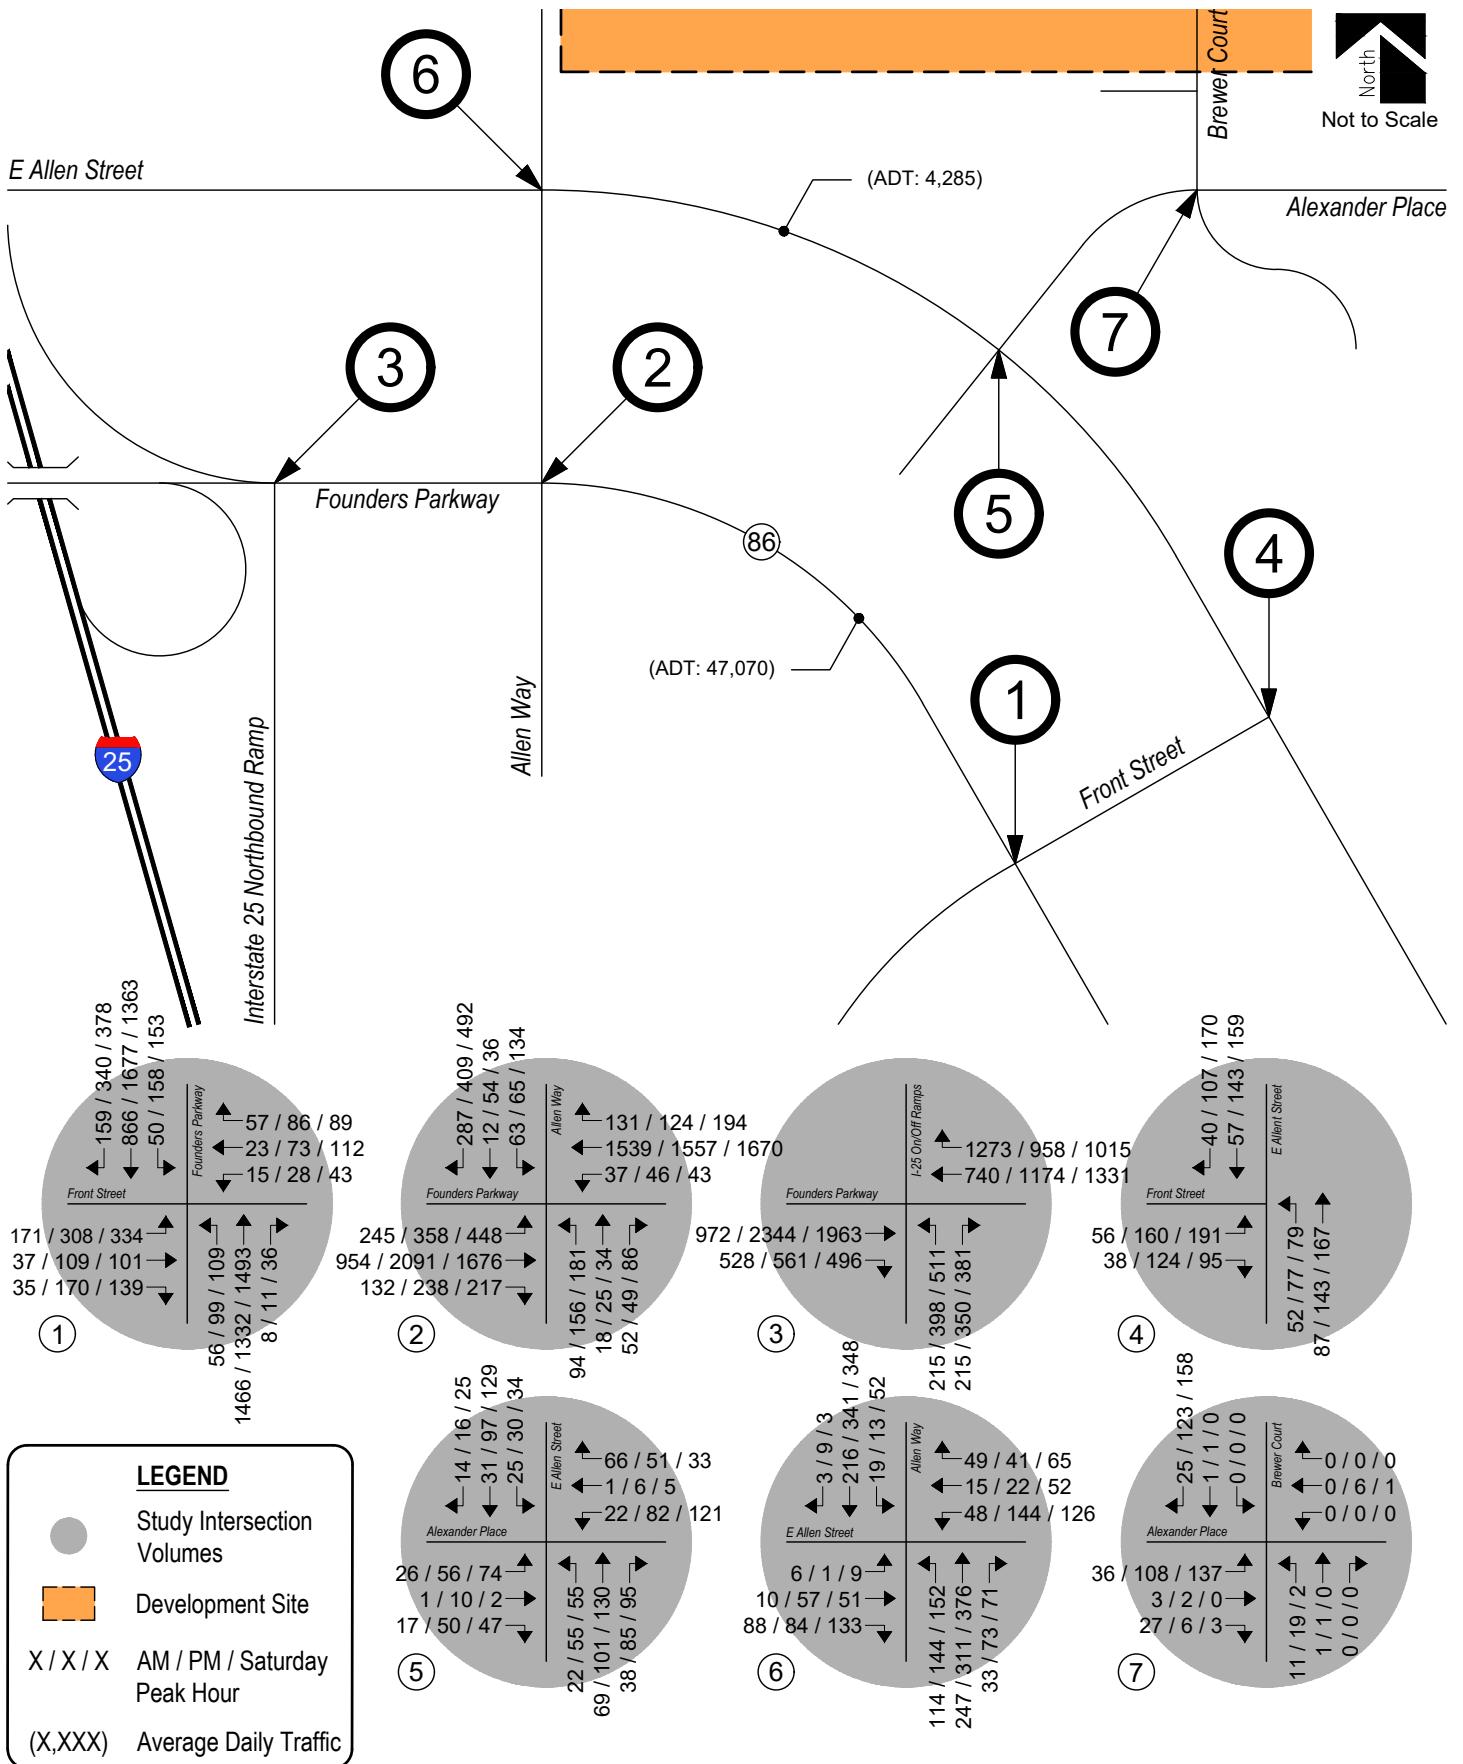 6
Brewer Court
North
Not to Scale
E Allen Street
(ADT: 4,285)
Alexander Place
3
2
7
Founders Parkway
86
5
4
(ADT: 47,070)
1
Allen Way
Interstate 25 Northbound Ramp
25
Front Street
159 / 340 / 378
866 / 1677 / 1363
50 / 158 / 153
Founders Parkway
57 / 86 / 89
23 / 73 / 112
15 / 28 / 43
Front Street
171 / 308 / 334
37 / 109 / 101
35 / 170 / 139
56 / 99 / 109
1466 / 1332 / 1493
8 / 11 / 36
1
287 / 409 / 492
12 / 54 / 36
63 / 65 / 134
Allen Way
131 / 124 / 194
1539 / 1557 / 1670
37 / 46 / 43
Founders Parkway
245 / 358 / 448
954 / 2091 / 1676
132 / 238 / 217
94 / 156 / 181
18 / 25 / 34
52 / 49 / 86
2
I-25 On/Off Ramps
1273 / 958 / 1015
740 / 1174 / 1331
Founders Parkway
972 / 2344 / 1963
528 / 561 / 496
215 / 398 / 511
215 / 350 / 381
3
40 / 107 / 170
57 / 143 / 159
E Allent Street
Front Street
56 / 160 / 191
38 / 124 / 95
52 / 77 / 79
87 / 143 / 167
4
14 / 16 / 25
31 / 97 / 129
25 / 30 / 34
E Allen Street
66 / 51 / 33
1 / 6 / 5
22 / 82 / 121
Alexander Place
26 / 56 / 74
1 / 10 / 2
17 / 50 / 47
22 / 55 / 55
69 / 101 / 130
38 / 85 / 95
5
3 / 9 / 3
216 / 341 / 348
19 / 13 / 52
Allen Way
49 / 41 / 65
15 / 22 / 52
48 / 144 / 126
E Allen Street
6 / 1 / 9
10 / 57 / 51
88 / 84 / 133
114 / 144 / 152
247 / 311 / 376
33 / 73 / 71
6
25 / 123 / 158
1 / 1 / 0
0 / 0 / 0
Brewer Court
0 / 0 / 0
0 / 6 / 1
0 / 0 / 0
Alexander Place
36 / 108 / 137
3 / 2 / 0
27 / 6 / 3
11 / 19 / 2
1 / 1 / 0
0 / 0 / 0
7
LEGEND
Study Intersection
Volumes
Development Site
X / X / X AM / PM / Saturday
Peak Hour
(X,XXX) Average Daily Traffic